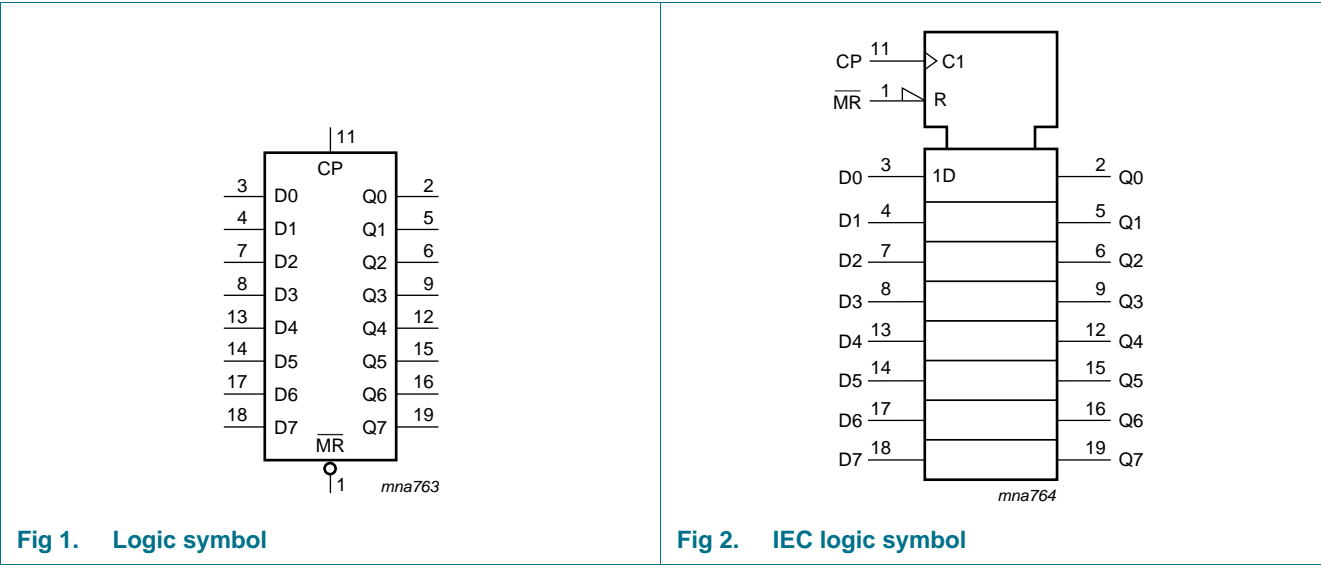 11
CP
3 D0 Q0 2
4 D1 Q1 5
7 D2 Q2 6
8 D3 Q3 9
13 D4 Q4 12
14 D5 Q5 15
17 D6 Q6 16
18 D7 Q7 19
MR
1
mna763
Fig 1. Logic symbol
CP 11 C1
MR 1 R
D0 3 1D 2 Q0
D1 4 5 Q1
D2 7 6 Q2
D3 8 9 Q3
D4 13 12 Q4
D5 14 15 Q5
D6 17 16 Q6
D7 18 19 Q7
mna764
Fig 2. IEC logic symbol